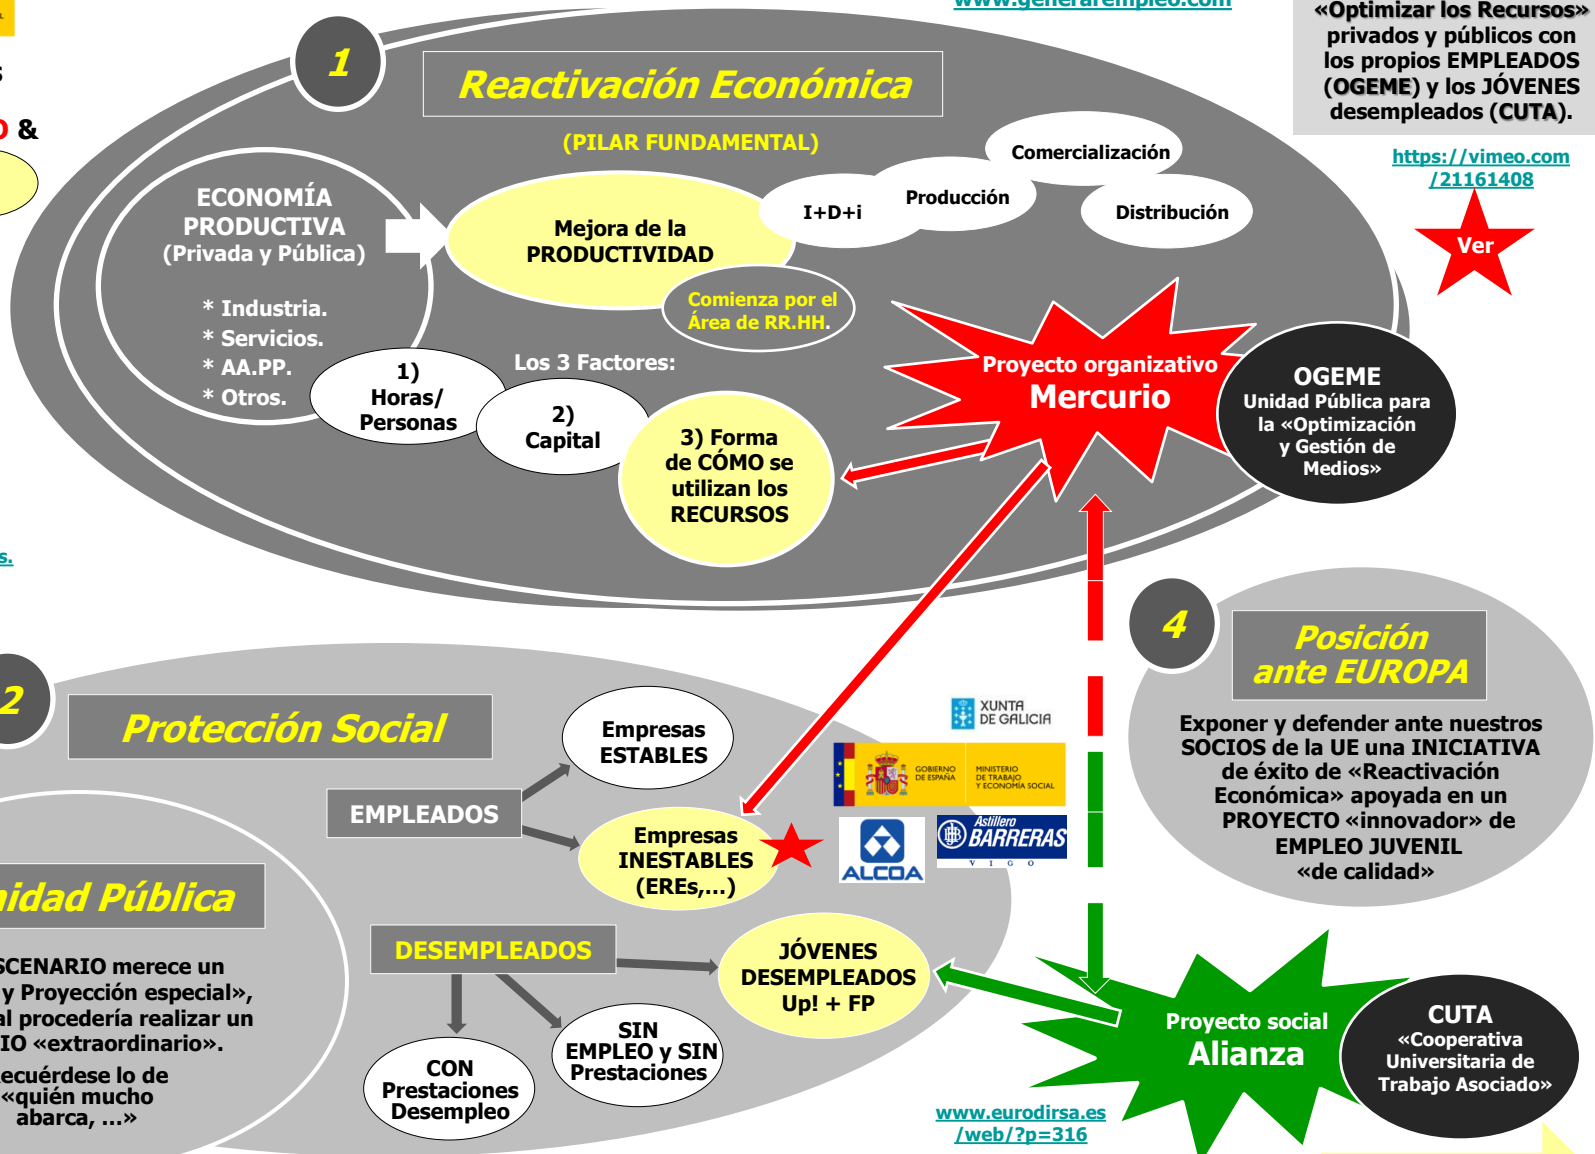 www.generarempleo.com
«Optimizar los Recursos»
privados y públicos con
los propios EMPLEADOS
(OGEME) y los JÓVENES
desempleados (CUTA).
https://vimeo.com
/21161408
Ver
&
1
Reactivación Económica
(PILAR FUNDAMENTAL)
ECONOMÍA
PRODUCTIVA
(Privada y Pública)
* Industria.
* Servicios.
* AA.PP.
* Otros.
Mejora de la
PRODUCTIVIDAD
I+D+i
Producción
Comercialización
Distribución
Comienza por el
Área de RR.HH.
Los 3 Factores:
1)
Horas/
Personas
2)
Capital
3) Forma
de CÓMO se
utilizan los
RECURSOS
Proyecto organizativo
Mercurio
OGEME
Unidad Pública para
la «Optimización
y Gestión de
Medios»
s.
2
Protección Social
EMPLEADOS
Empresas
ESTABLES
Empresas
INESTABLES
(EREs,...)
XUNTA
DE GALICIA
GOBIERNO
DE ESPAÑA
MINISTERIO
DE TRABAJO
Y ECONOMÍA SOCIAL
ALCOA
Astillero
BARRERAS
VIGO
DESEMPLEADOS
CON
Prestaciones
Desempleo
SIN
EMPLEO y SIN
Prestaciones
JÓVENES
DESEMPLEADOS
Up! + FP
nidad Pública
SCENARIO merece un
y Proyección especial»,
al procedería realizar un
IO «extraordinario».
ecuérdese lo de
«quién mucho
abarca, ...»
4
Posición
ante EUROPA
Exponer y defender ante nuestros
SOCIOS de la UE una INICIATIVA
de éxito de «Reactivación
Económica» apoyada en un
PROYECTO «innovador» de
EMPLEO JUVENIL
«de calidad»
Proyecto social
Alianza
CUTA
«Cooperativa
Universitaria de
Trabajo Asociado»
www.eurodirsa.es
/web/?p=316